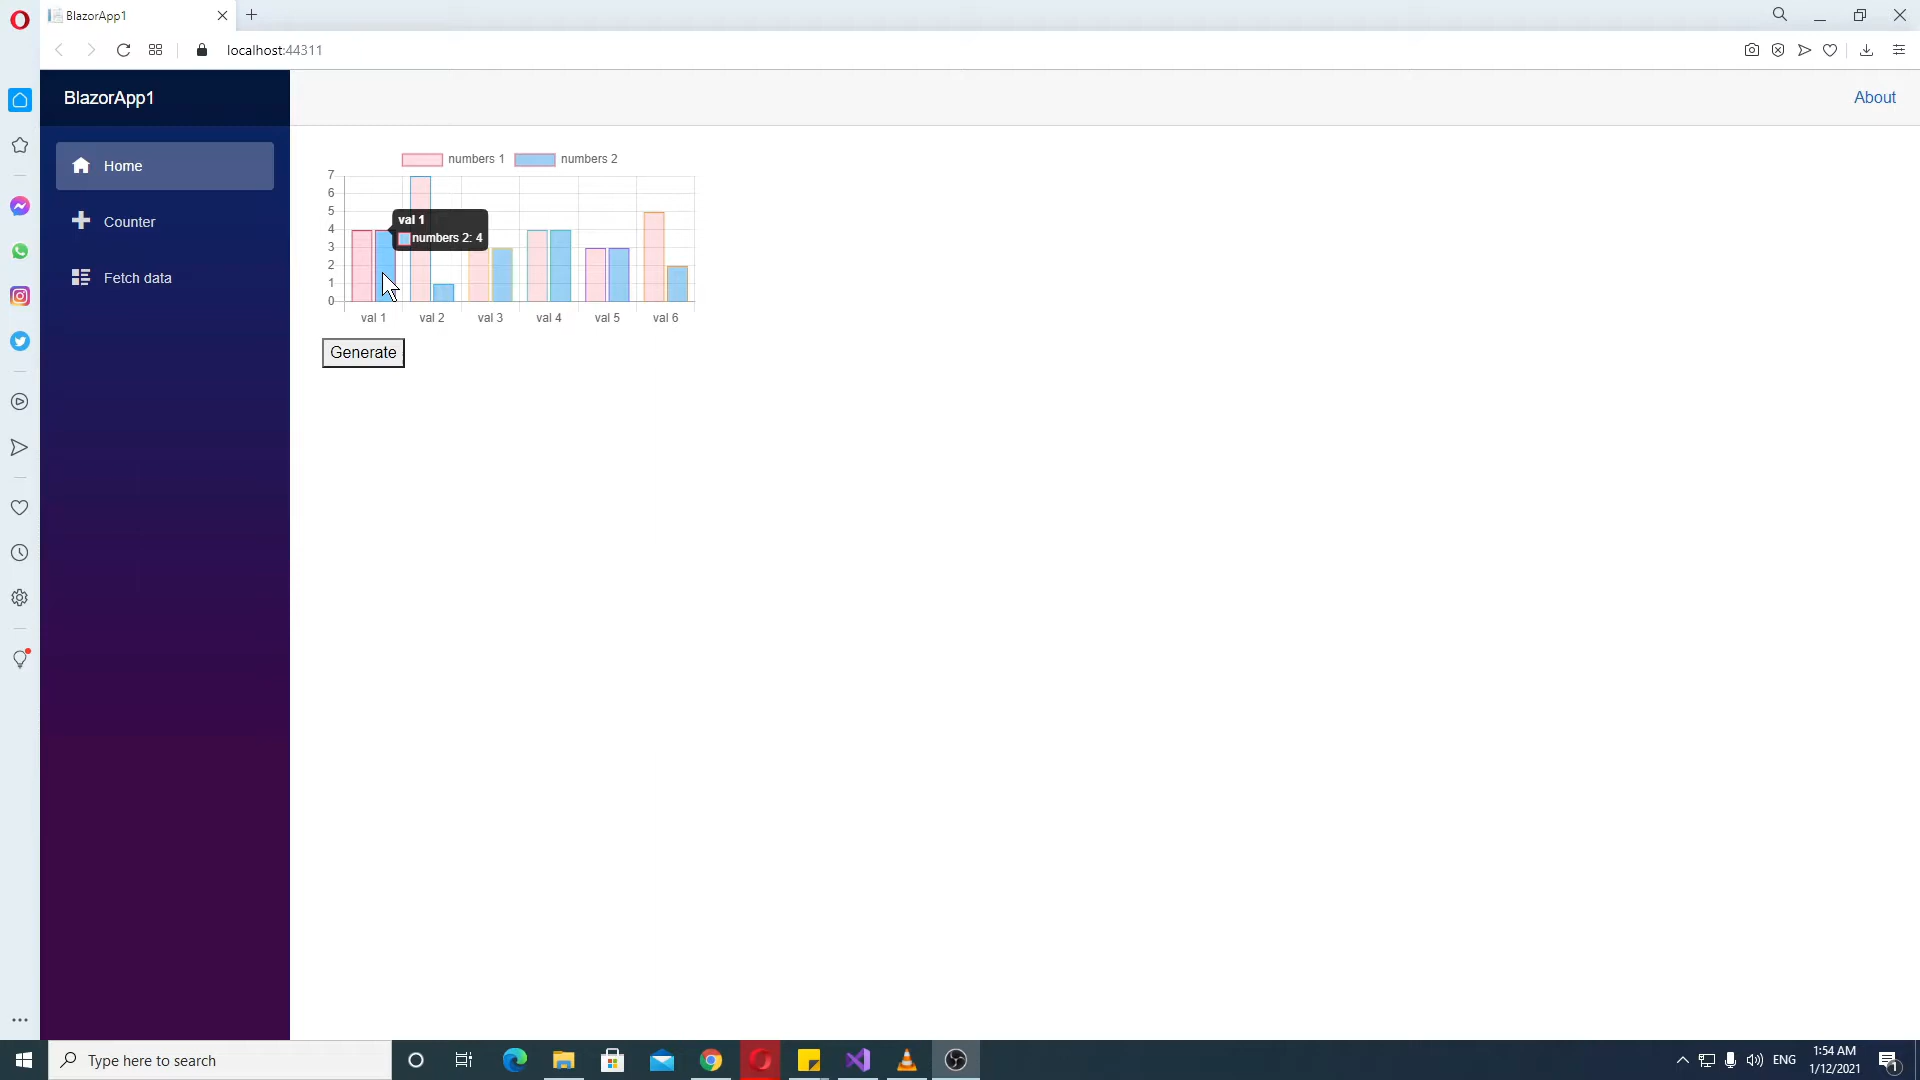 BlazorApp1
localhost:44311
BlazorApp1
About
Home
Counter
Fetch data
numbers 1
numbers 2
7
6
5
4
3
2
1
0
val 1
numbers 2: 4
val 1
val 2
val 3
val 4
val 5
val 6
Generate
Type here to search
ENG
1:54 AM
1/12/2021
1